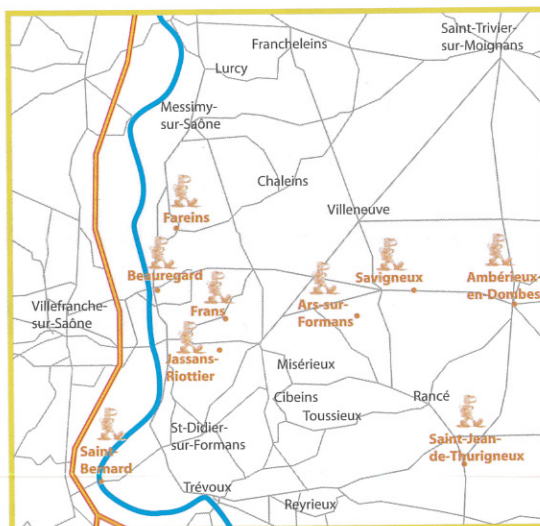 Saint-Trivier-
sur-Moignans
Francheleins
Lurcy
Messimy-
sur-Saône
Chaleins
Villeneuve
Fareins
Beauregard
Savigneux
Ambérieux-
en-Dombes
Frans
Ars-sur-
Formans
Villefranche-
sur-Saône
Jassans-
Riottier
Misérieux
Cibeins
Rancé
Toussieux
St-Didier-
sur-Formans
Saint-Jean-
de-Thurigneux
Saint-
Bernard
Trévoux
Reyrieux